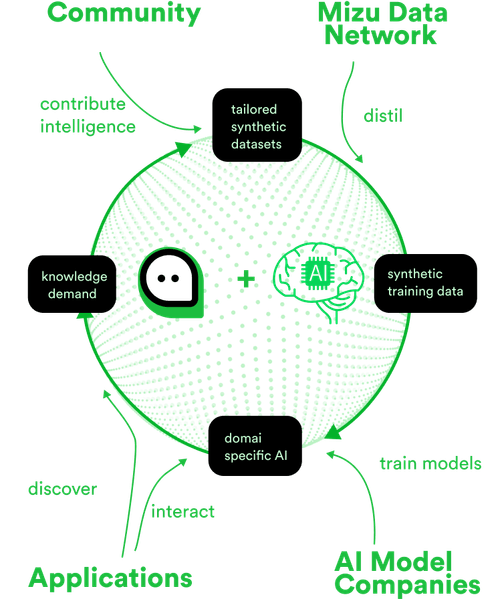 Community
Mizu Data
Network
contribute
intelligence
tailored
synthetic
datasets
distil
knowledge
demand
AI
synthetic
training data
domai
specific AI
train models
discover
interact
Applications
AI Model
Companies